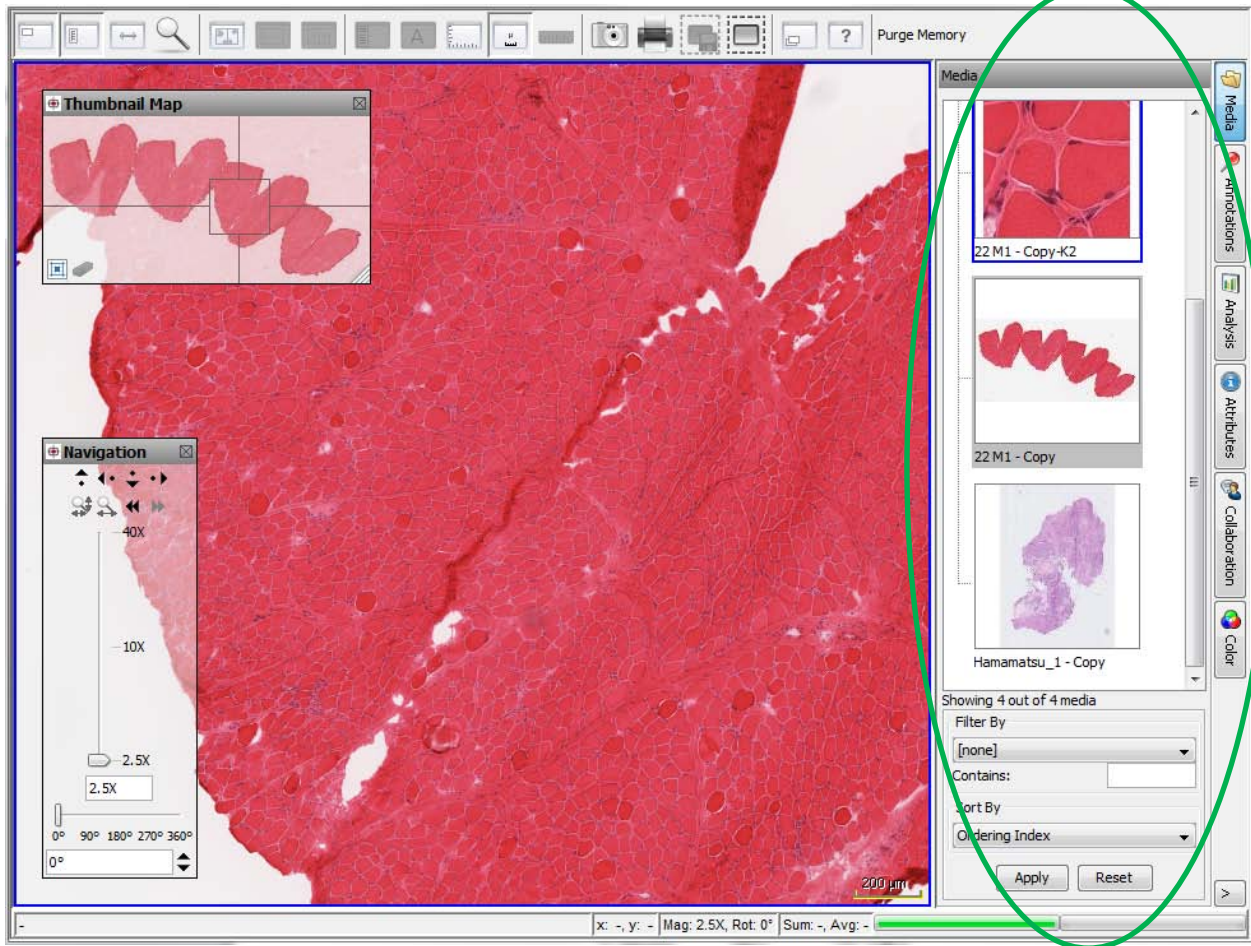 A
µ
?
Purge Memory
Thumbnail Map
Navigation
40X
10X
2.5X
2.5X
0° 90° 180° 270° 360°
0°
200 µm
Media
22 M1 - Copy-K2
22 M1 - Copy
Hamamatsu_1 - Copy
Showing 4 out of 4 media
Filter By
[none]
Contains:
Sort By
Ordering Index
Apply
Reset
Media
Annotations
Analysis
Attributes
Collaboration
Color
>
-
x: -, y: -
Mag: 2.5X, Rot: 0°
Sum: -, Avg: -